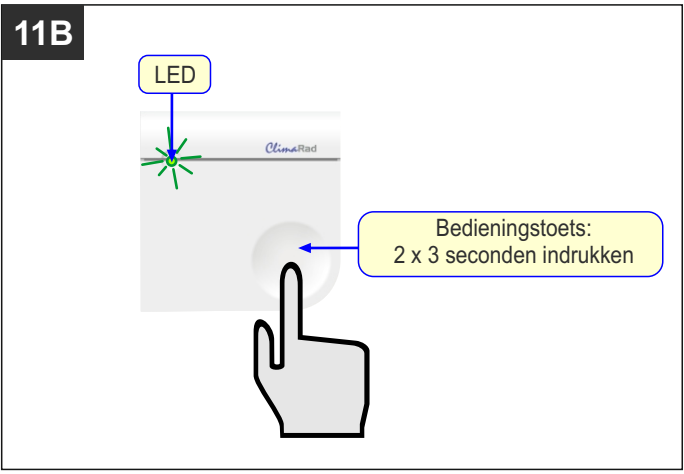 11B
LED
ClimaRad
Bedieningstoets:
2 x 3 seconden indrukken